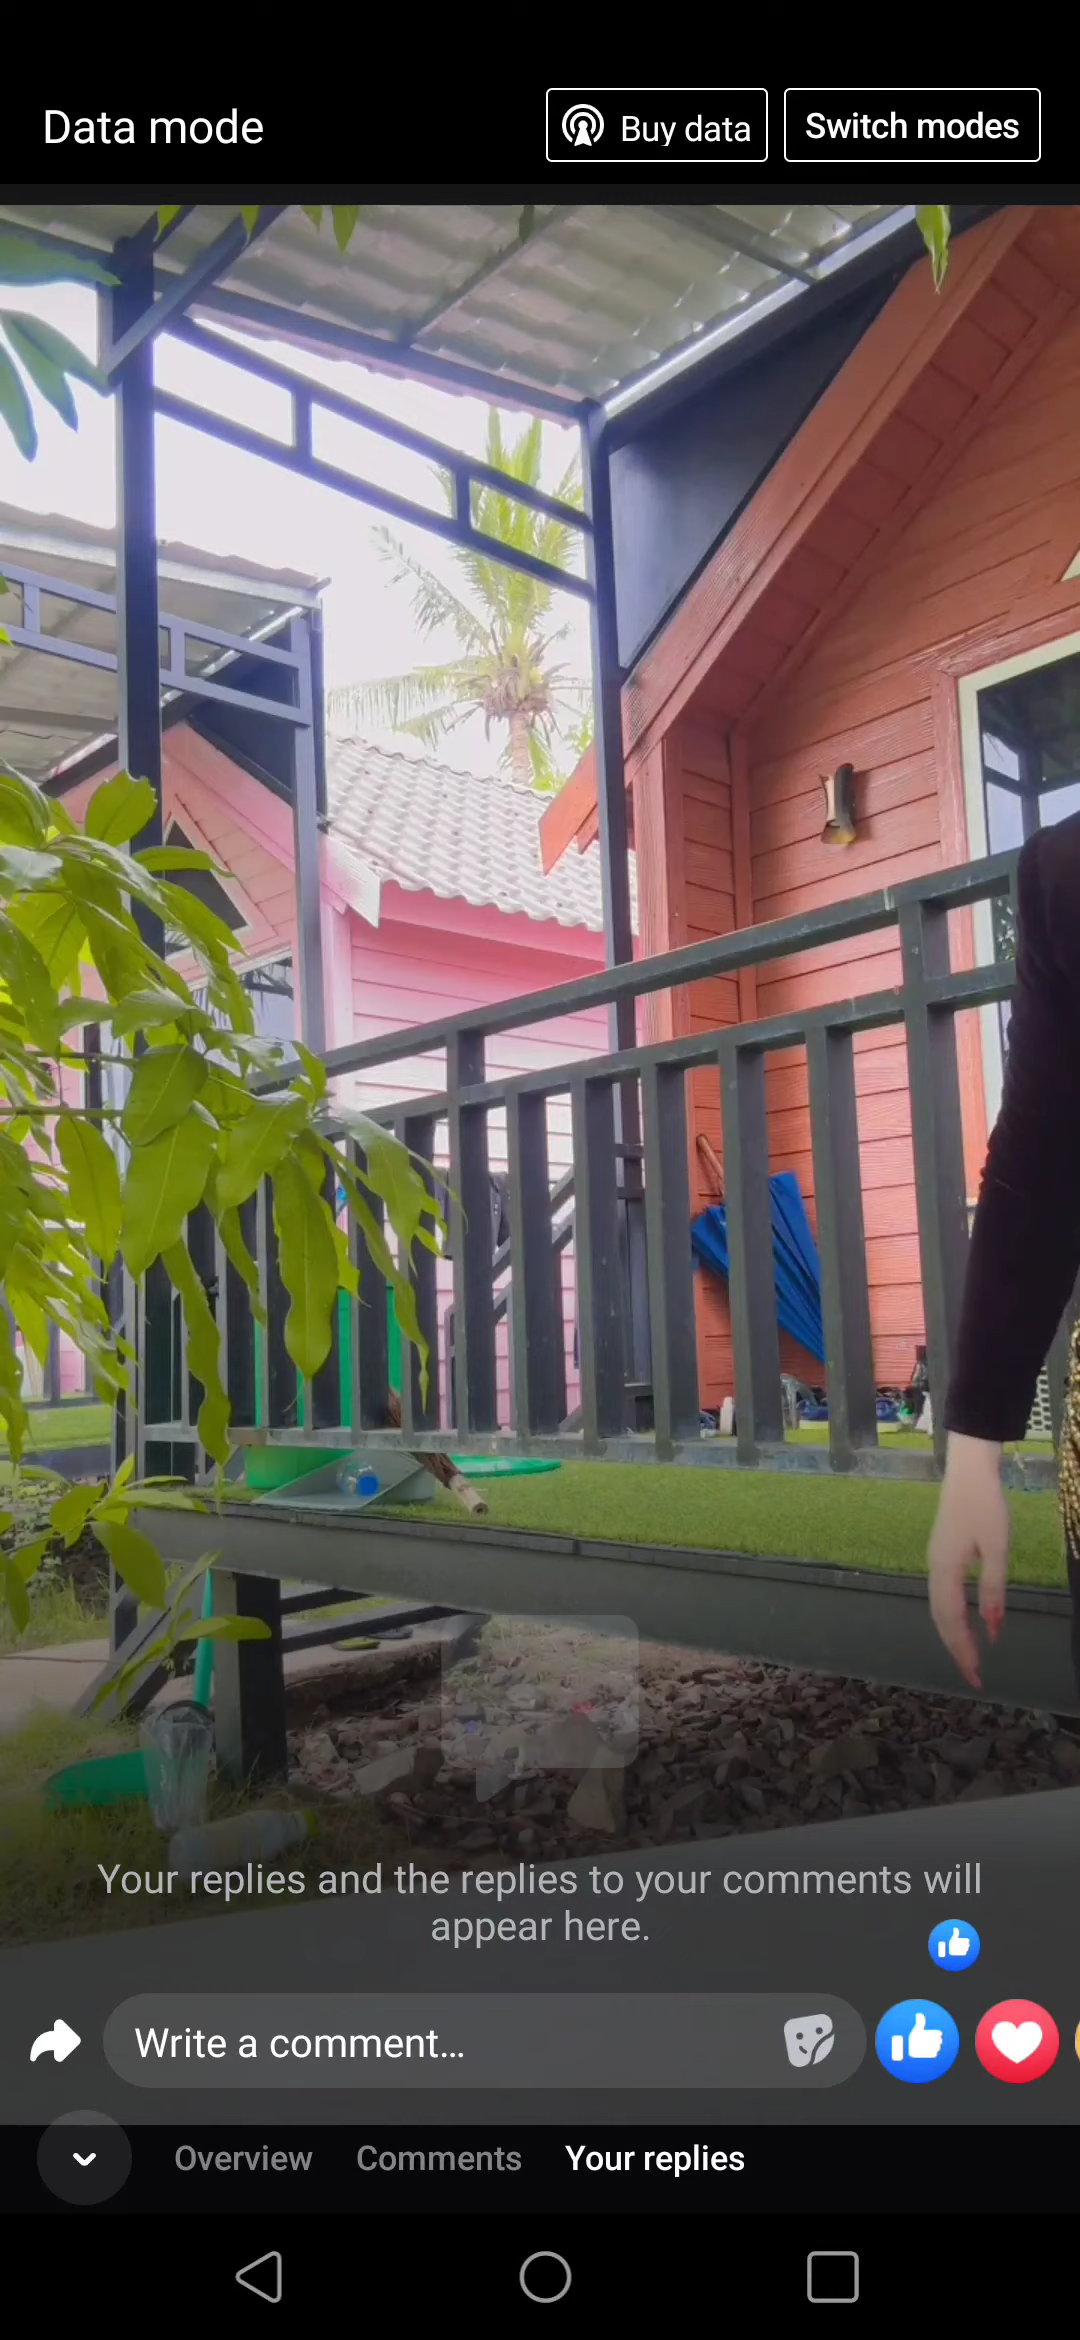 Data mode
Buy data
Switch modes
Your replies and the replies to your comments will
appear here.
Write a comment...
Overview
Comments
Your replies